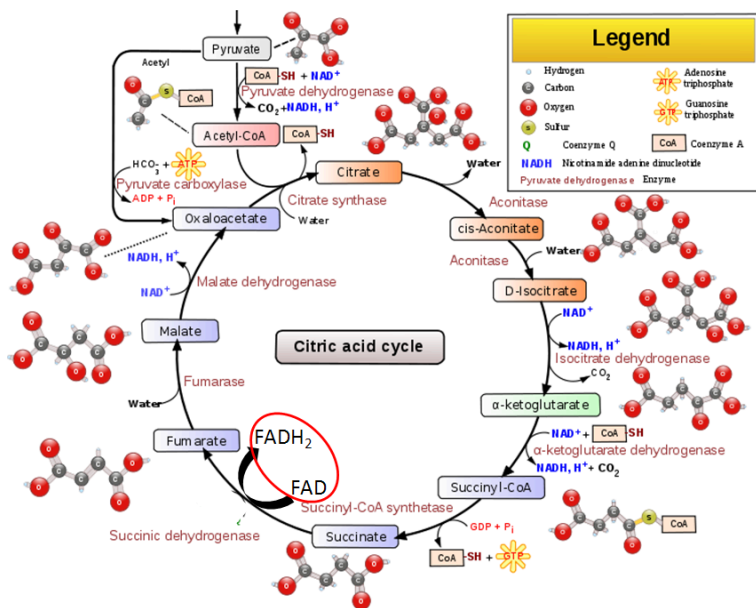 Pyruvate
Acetyl
CoA -SH + NAD⁺
Pyruvate dehydrogenase
CO₂ + NADH, H⁺
S CoA
Acetyl-CoA
CoA -SH
HCO₃⁻ + ATP
Pyruvate carboxylase
ADP + Pᵢ
Oxaloacetate
Citrate synthase
Water
Citrate
Water
Aconitase
cis-Aconitate
Aconitase
Water
D-Isocitrate
NAD⁺
NADH, H⁺
Isocitrate dehydrogenase
CO₂
α-ketoglutarate
NAD⁺ + CoA -SH
α-ketoglutarate dehydrogenase
NADH, H⁺ + CO₂
Succinyl-CoA
S CoA
Succinyl-CoA synthetase
GDP + Pᵢ
CoA -SH + GTP
Succinate
FADH₂
FAD
Succinic dehydrogenase
Fumarate
Fumarase
Water
Malate
Malate dehydrogenase
NAD⁺
NADH, H⁺
Citric acid cycle
Legend
Hydrogen
Carbon
Oxygen
S Sulfur
Q Coenzyme Q
NADH Nicotinamide adenine dinucleotide
Pyruvate dehydrogenase Enzyme
ATP Adenosine
triphosphate
GTP Guanosine
triphosphate
CoA Coenzyme A